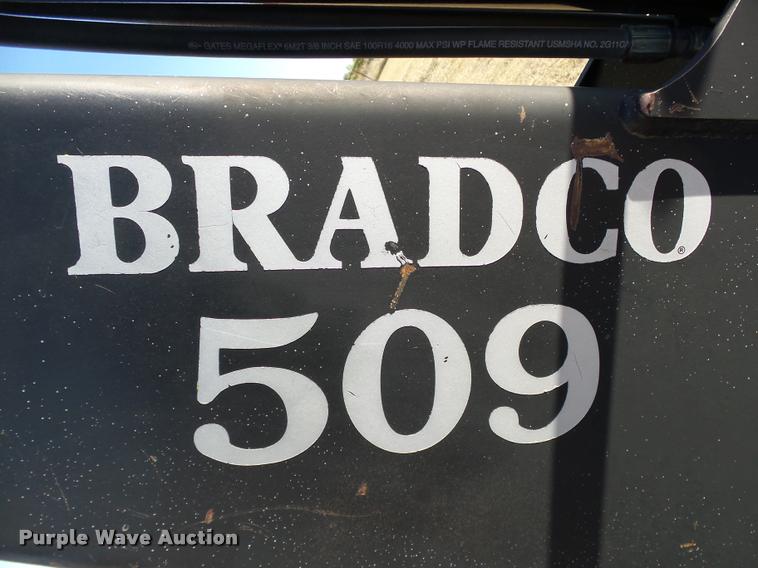 GATES MEGAFLEX® 6M2T 3/8 INCH SAE 100R16 4000 MAX PSI WP FLAME RESISTANT USMSHA NO. 2G11C/
BRADCO®
509
Purple Wave Auction